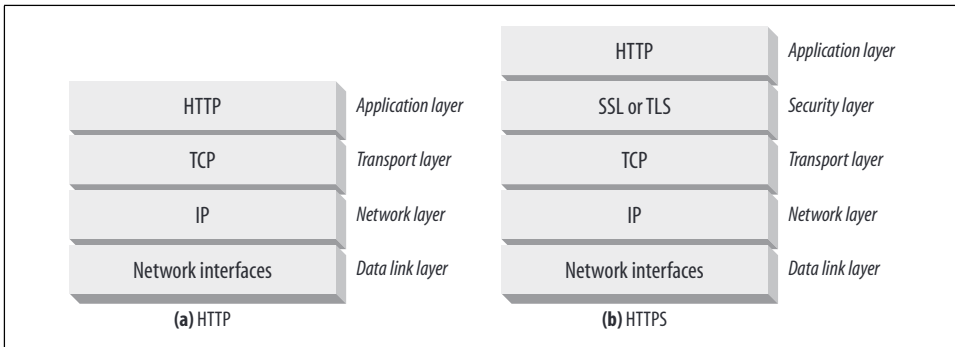 HTTP Application layer
TCP Transport layer
IP Network layer
Network interfaces Data link layer
(a) HTTP
HTTP Application layer
SSL or TLS Security layer
TCP Transport layer
IP Network layer
Network interfaces Data link layer
(b) HTTPS